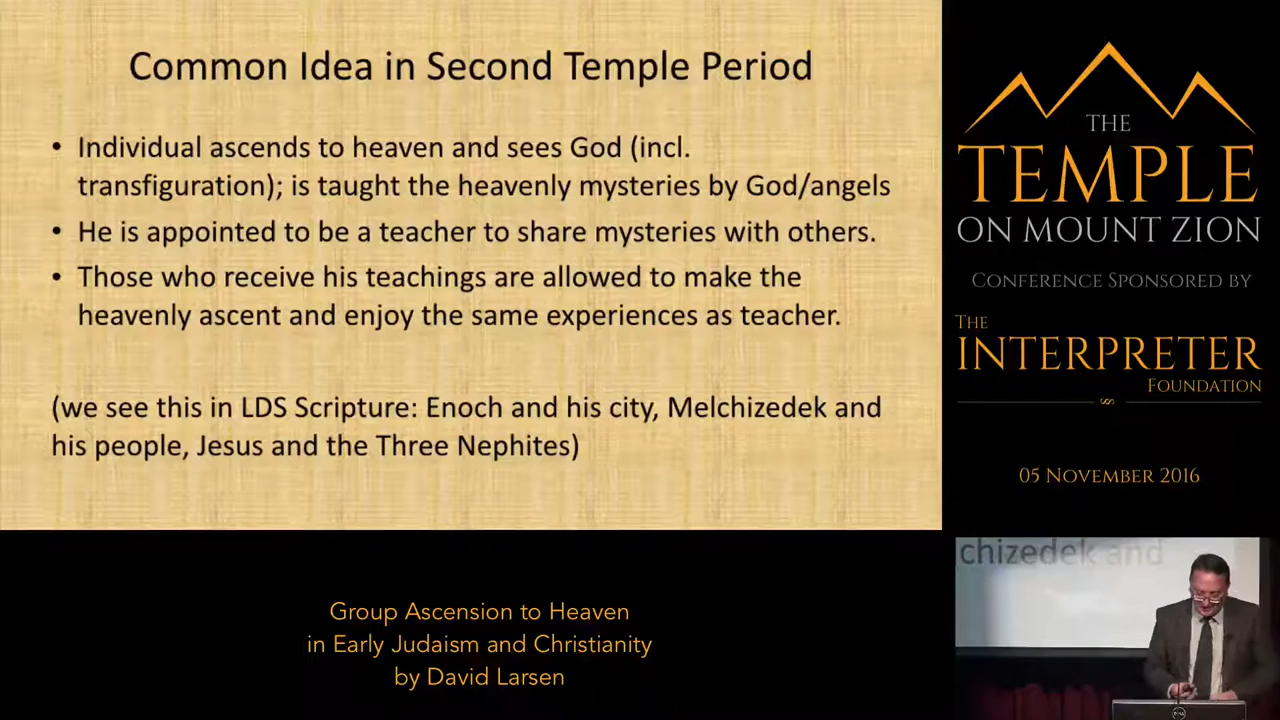 Common Idea in Second Temple Period
• Individual ascends to heaven and sees God (incl.
transfiguration); is taught the heavenly mysteries by God/angels
• He is appointed to be a teacher to share mysteries with others.
• Those who receive his teachings are allowed to make the
heavenly ascent and enjoy the same experiences as teacher.
(we see this in LDS Scripture: Enoch and his city, Melchizedek and
his people, Jesus and the Three Nephites)
THE
TEMPLE
ON MOUNT ZION
CONFERENCE SPONSORED BY
THE
INTERPRETER
FOUNDATION
05 NOVEMBER 2016
chizedek and
Group Ascension to Heaven
in Early Judaism and Christianity
by David Larsen